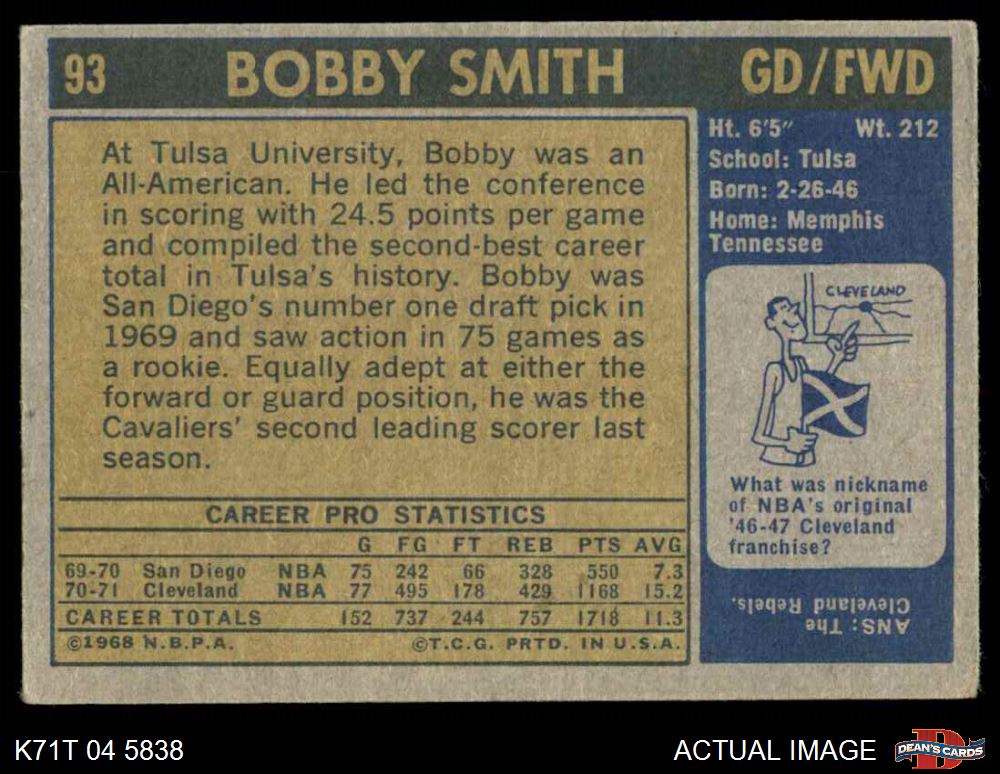 93 BOBBY SMITH GD/FWD
At Tulsa University, Bobby was an
All-American. He led the conference
in scoring with 24.5 points per game
and compiled the second-best career
total in Tulsa's history. Bobby was
San Diego's number one draft pick in
1969 and saw action in 75 games as
a rookie. Equally adept at either the
forward or guard position, he was the
Cavaliers' second leading scorer last
season.
CAREER PRO STATISTICS
G FG FT REB PTS AVG
69-70 San Diego NBA 75 242 66 328 550 7.3
70-71 Cleveland NBA 77 495 178 429 1168 15.2
CAREER TOTALS 152 737 244 757 1718 11.3
©1968 N.B.P.A. ©T.C.G. PRTD. IN U.S.A.
Ht. 6'5" Wt. 212
School: Tulsa
Born: 2-26-46
Home: Memphis
Tennessee
CLEVELAND
What was nickname
of NBA's original
'46-47 Cleveland
franchise?
ANS: The
Cleveland Rebels.
K71T 04 5838 ACTUAL IMAGE DEAN'S CARDS